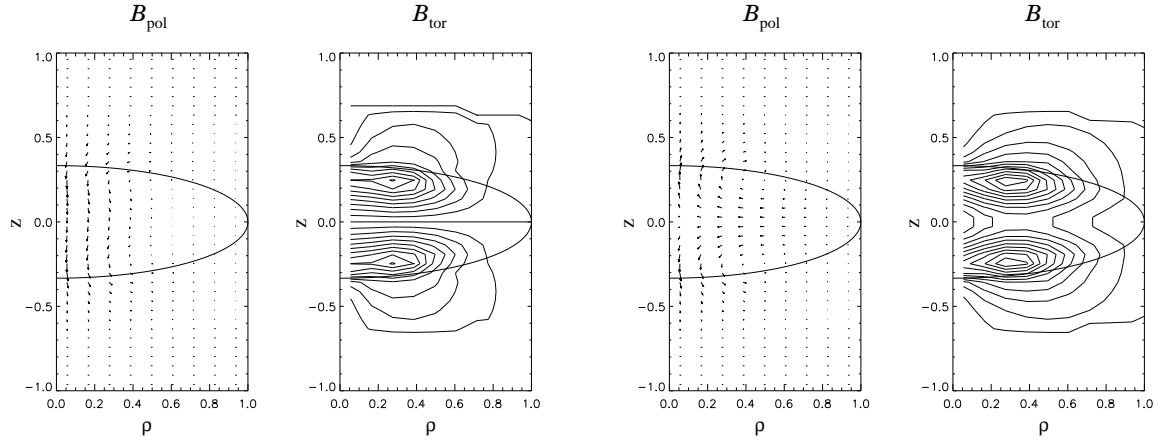 B_pol B_tor B_pol B_tor
1.0 1.0 1.0 1.0
0.5 0.5 0.5 0.5
z 0.0 z 0.0 z 0.0 z 0.0
−0.5 −0.5 −0.5 −0.5
−1.0 −1.0 −1.0 −1.0
0.0 0.2 0.4 0.6 0.8 1.0 0.0 0.2 0.4 0.6 0.8 1.0 0.0 0.2 0.4 0.6 0.8 1.0 0.0 0.2 0.4 0.6 0.8 1.0
ρ ρ ρ ρ